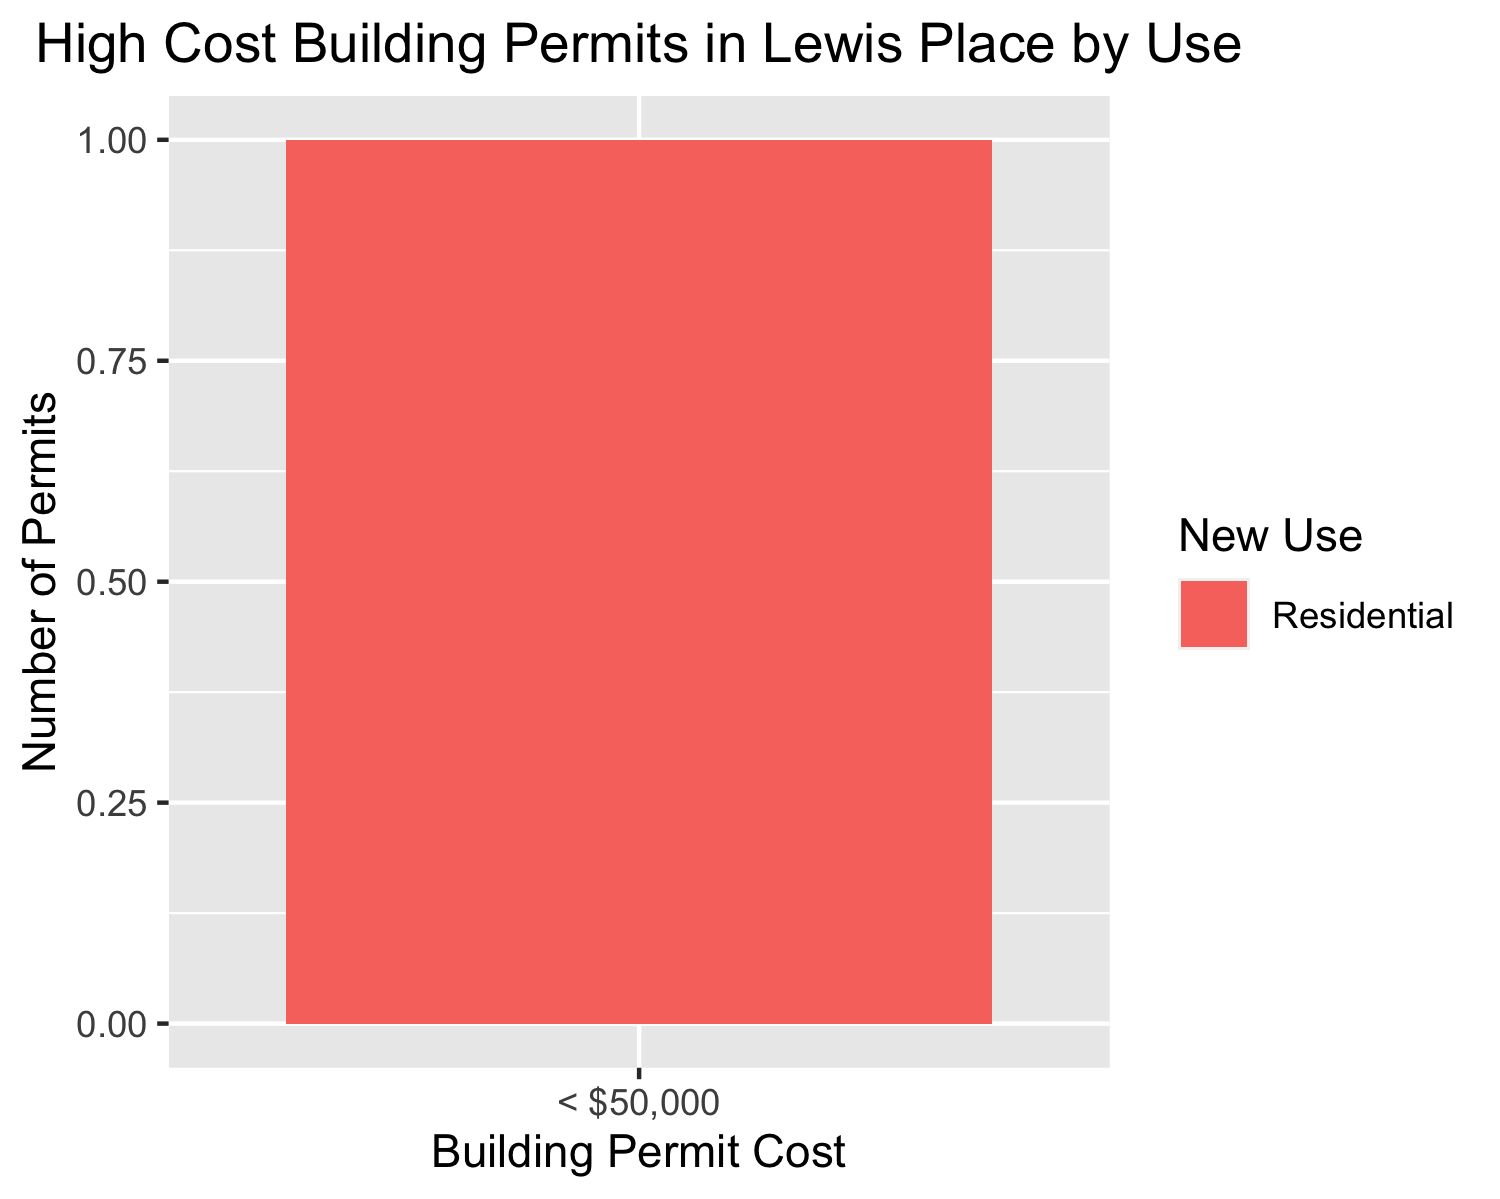 High Cost Building Permits in Lewis Place by Use
Number of Permits
1.00
0.75
0.50
0.25
0.00
< $50,000
Building Permit Cost
New Use
Residential